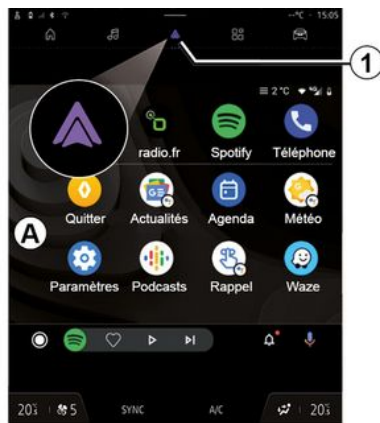 --°C · 15:05
1
2 °C 4G
radio.fr Spotify Téléphone
A
Quitter Actualités Agenda Météo
Paramètres Podcasts Rappel Waze
20 5 SYNC A/C 20